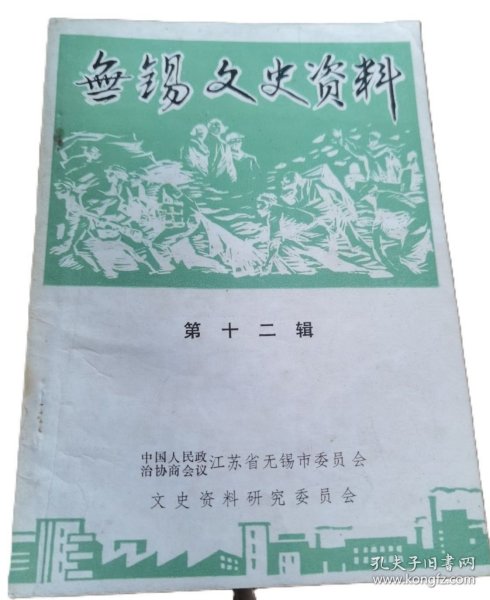 無锡文史资料
第十二辑
中国人民政
治协商会议
江苏省无锡市委员会
文史资料研究委员会
孔夫子旧书网
www.kongfz.com